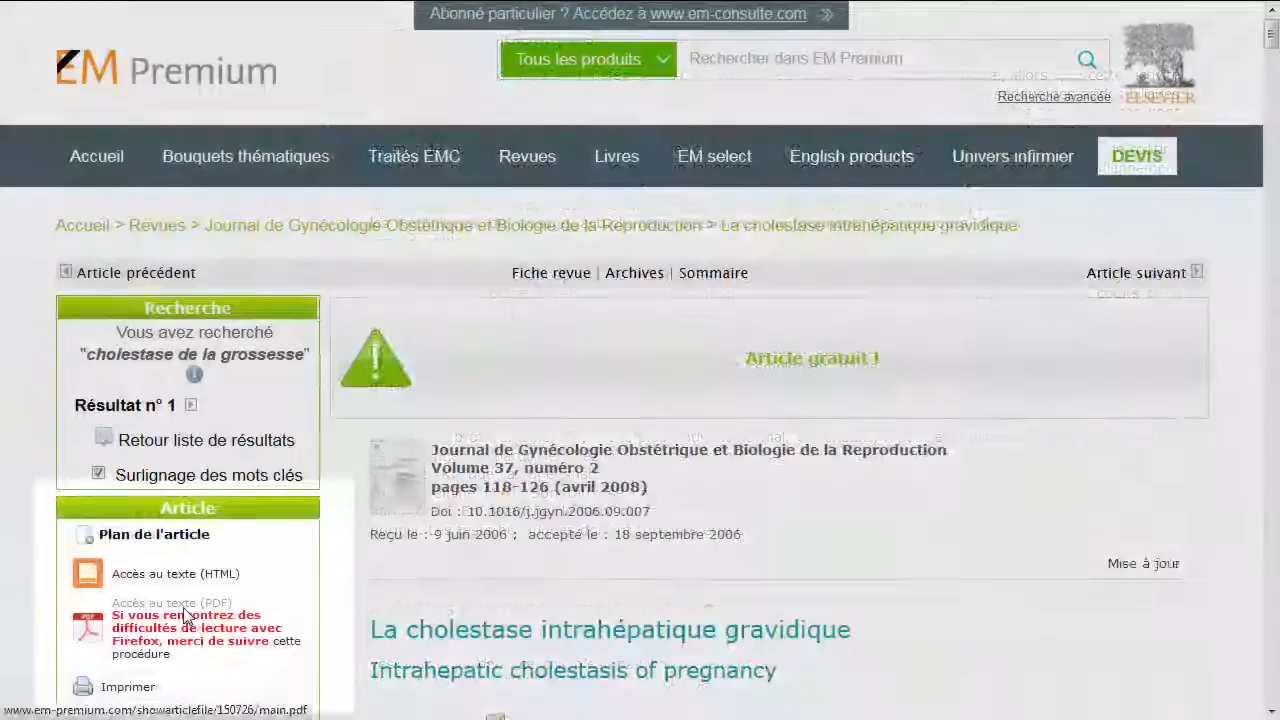 Abonné particulier ? Accédez à www.em-consulte.com
EM Premium
Tous les produits
Rechercher dans EM Premium
Recherche avancée
ELSEVIER
Accueil Bouquets thématiques Traités EMC Revues Livres EM select English products Univers infirmier DEVIS
Accueil > Revues > Journal de Gynécologie Obstétrique et Biologie de la Reproduction > La cholestase intrahépatique gravidique
Article précédent
Fiche revue | Archives | Sommaire
Article suivant
Recherche
Vous avez recherché
"cholestase de la grossesse"
Résultat n° 1
Retour liste de résultats
Surlignage des mots clés
Article
Plan de l'article
Accès au texte (HTML)
Accès au texte (PDF)
Si vous rencontrez des
difficultés de lecture avec
Firefox, merci de suivre cette
procédure
Imprimer
Article gratuit !
Journal de Gynécologie Obstétrique et Biologie de la Reproduction
Volume 37, numéro 2
pages 118-126 (avril 2008)
Doi : 10.1016/j.jgyn.2006.09.007
Reçu le : 9 juin 2006 ; accepté le : 18 septembre 2006
Mise à jour
La cholestase intrahépatique gravidique
Intrahepatic cholestasis of pregnancy
www.em-premium.com/showarticlefile/150726/main.pdf